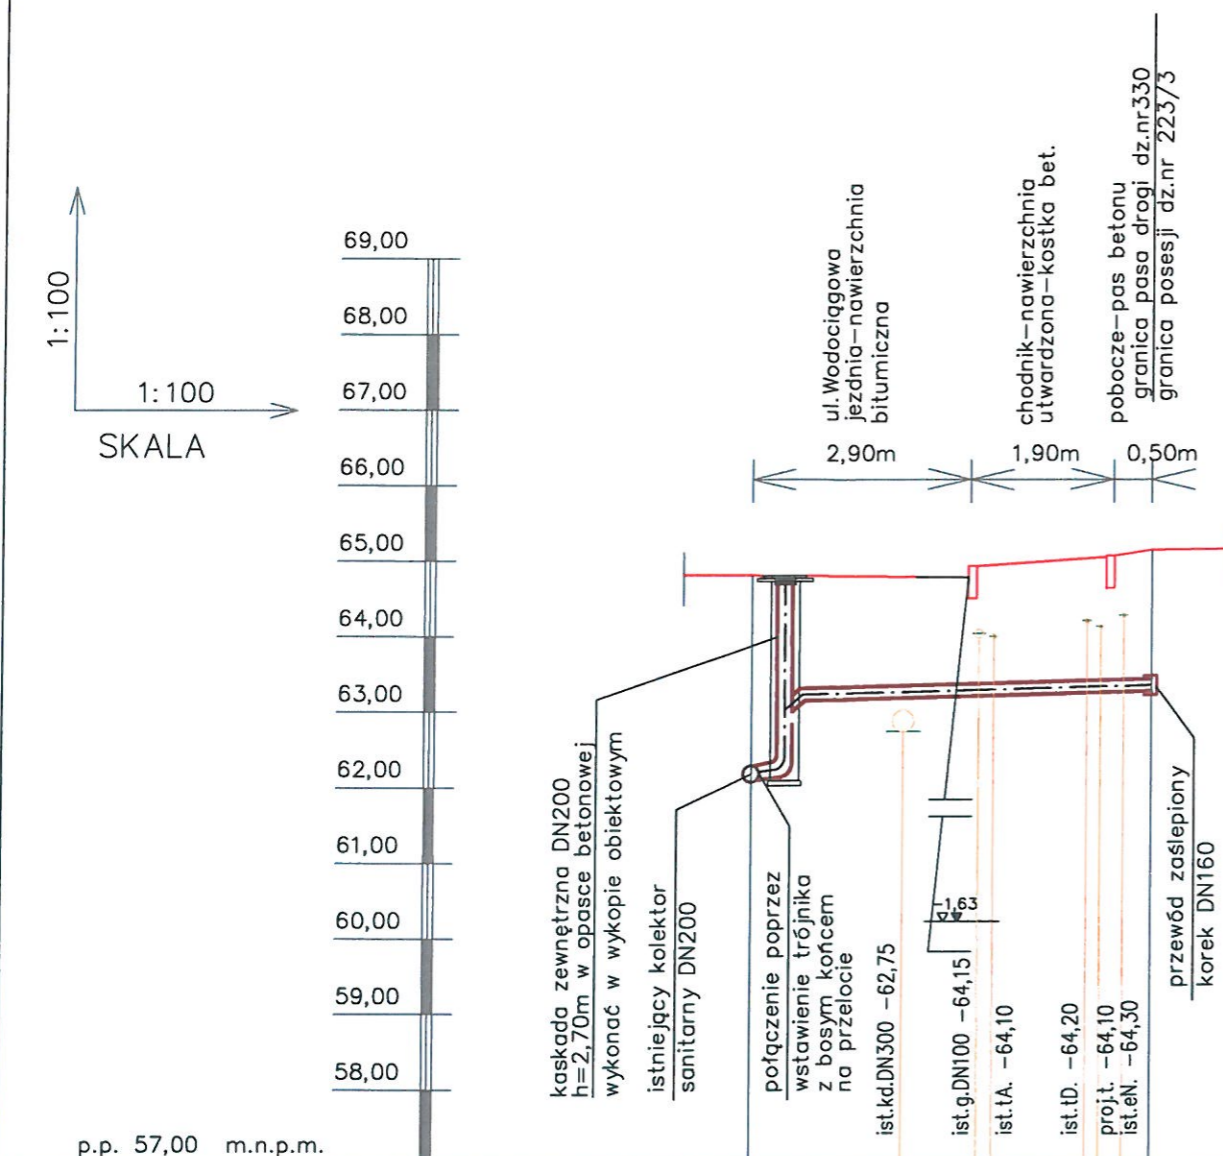 1:100
1:100
SKALA
69,00
68,00
67,00
66,00
65,00
64,00
63,00
62,00
61,00
60,00
59,00
58,00
p.p. 57,00 m.n.p.m.
ul.Wodociągowa
jezdnia-nawierzchnia
bitumiczna
chodnik-nawierzchnia
utwardzona-kostka bet.
pobocze-pas betonu
granica pasa drogi dz.nr330
granica posesji dz.nr 223/3
2,90m
1,90m
0,50m
kaskada zewnętrzna DN200
h=2,70m w opasce betonowej
wykonać w wykopie obiektowym
istniejący kolektor
sanitarny DN200
połączenie poprzez
wstawienie trójnika
z bosym końcem
na przelocie
ist.kd.DN300 -62,75
-1,63
ist.g.DN100 -64,15
ist.tA. -64,10
ist.tD. -64,20
proj.t. -64,10
ist.eN. -64,30
przewód zaślepiony
korek DN160